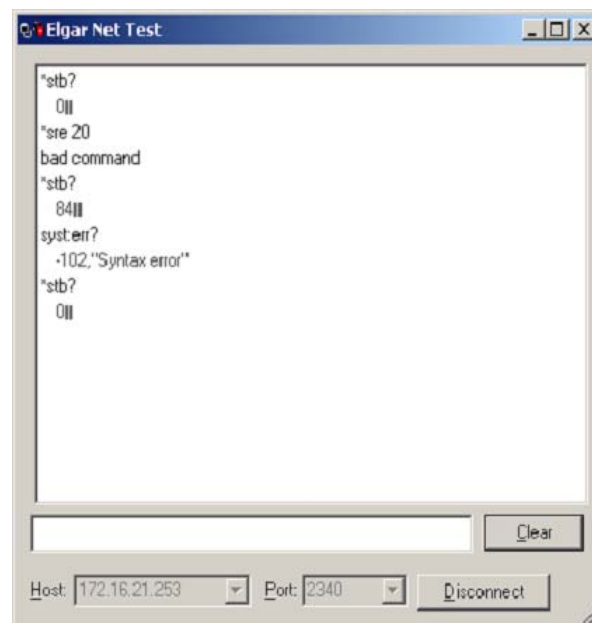 Elgar Net Test
*stb?
0
*sre 20
bad command
*stb?
84
syst:err?
-102,"Syntax error"
*stb?
0
Clear
Host: 172.16.21.253 Port: 2340 Disconnect